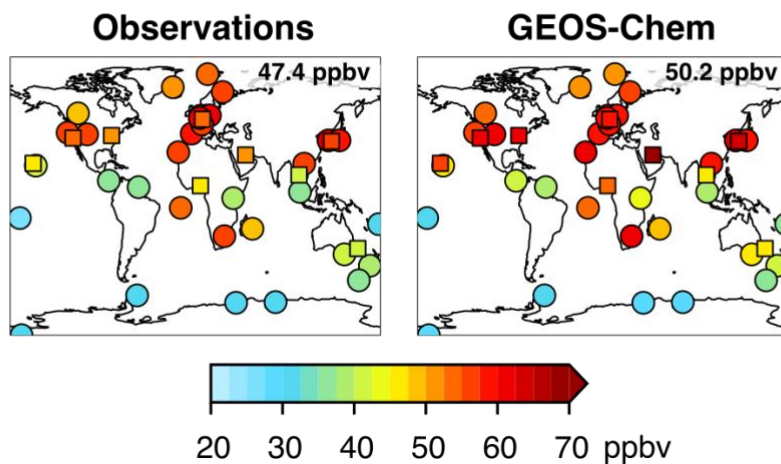 Observations
GEOS-Chem
47.4 ppbv
50.2 ppbv
20 30 40 50 60 70 ppbv